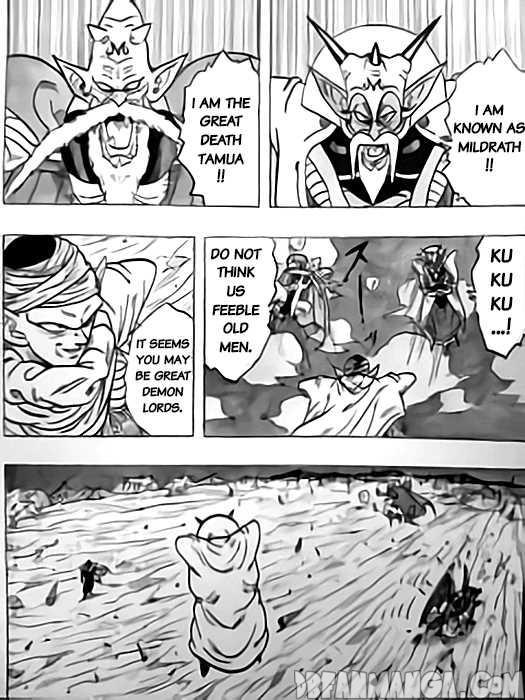 I AM
KNOWN AS
MILDRATH
!!
I AM THE
GREAT
DEATH
TAMUA
!!
KU
KU
KU
...!
DO NOT
THINK
US
FEEBLE
OLD
MEN.
IT SEEMS
YOU MAY
BE GREAT
DEMON
LORDS.